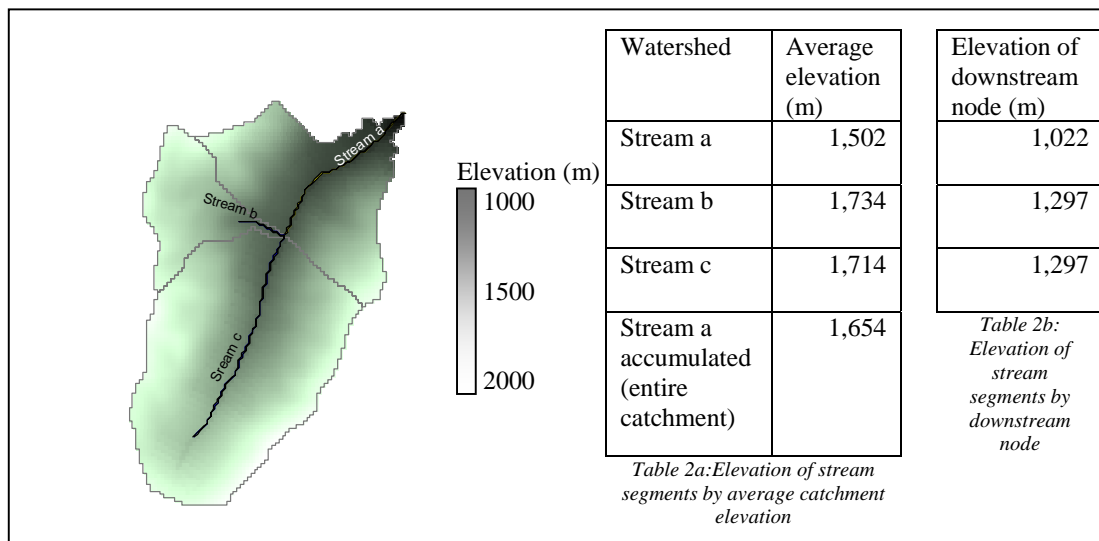 Stream a
Stream b
Sream c
Elevation (m)
1000
1500
2000
Watershed
Average
elevation
(m)
Stream a
1,502
Stream b
1,734
Stream c
1,714
Stream a
accumulated
(entire
catchment)
1,654
Table 2a:Elevation of stream
segments by average catchment
elevation
Elevation of
downstream
node (m)
1,022
1,297
1,297
Table 2b:
Elevation of
stream
segments by
downstream
node